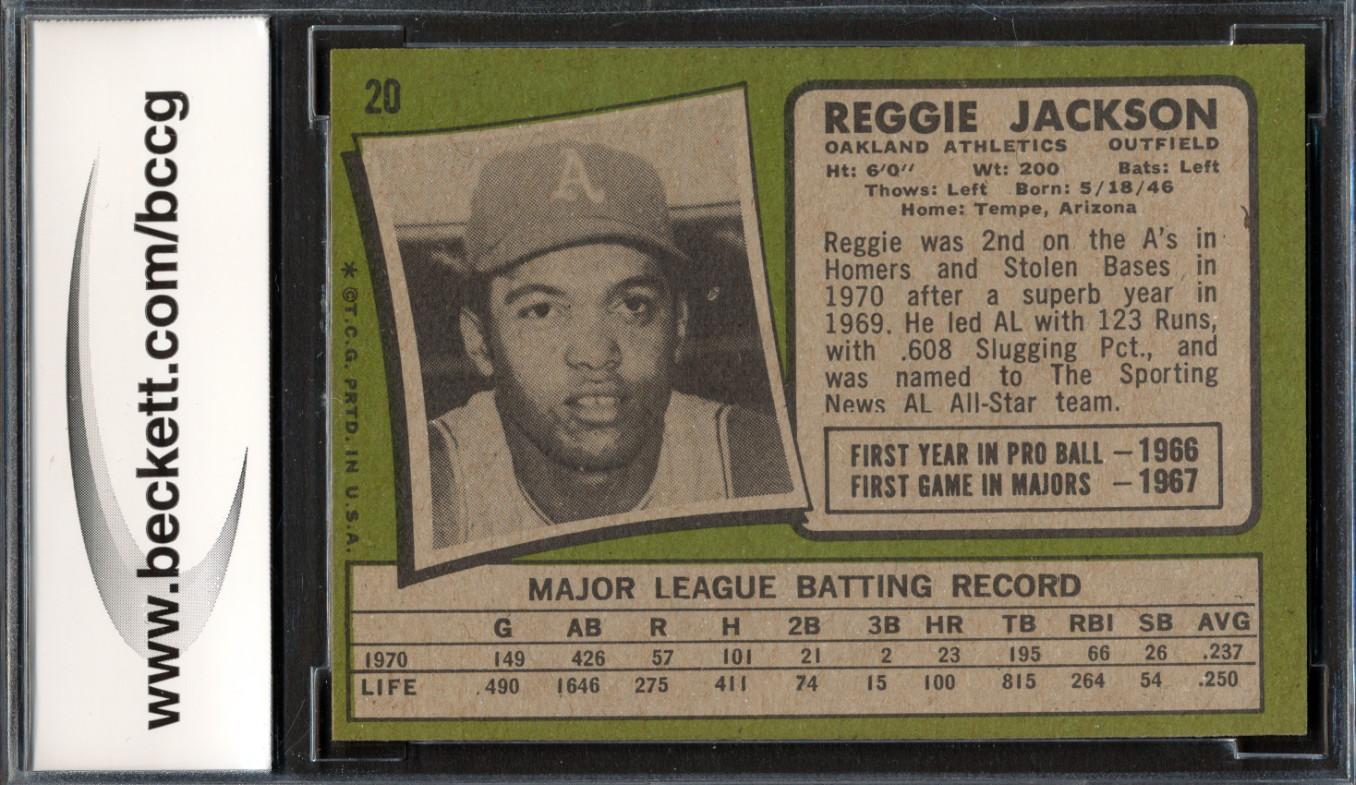 www.beckett.com/bccg
20
* ©T.C.G. PRTD. IN U.S.A.
A
REGGIE JACKSON
OAKLAND ATHLETICS OUTFIELD
Ht: 6'0" Wt: 200 Bats: Left
Thows: Left Born: 5/18/46
Home: Tempe, Arizona
Reggie was 2nd on the A's in
Homers and Stolen Bases in
1970 after a superb year in
1969. He led AL with 123 Runs,
with .608 Slugging Pct., and
was named to The Sporting
News AL All-Star team.
FIRST YEAR IN PRO BALL – 1966
FIRST GAME IN MAJORS – 1967
MAJOR LEAGUE BATTING RECORD
G AB R H 2B 3B HR TB RBI SB AVG
1970 149 426 57 101 21 2 23 195 66 26 .237
LIFE 490 1646 275 411 74 15 100 815 264 54 .250